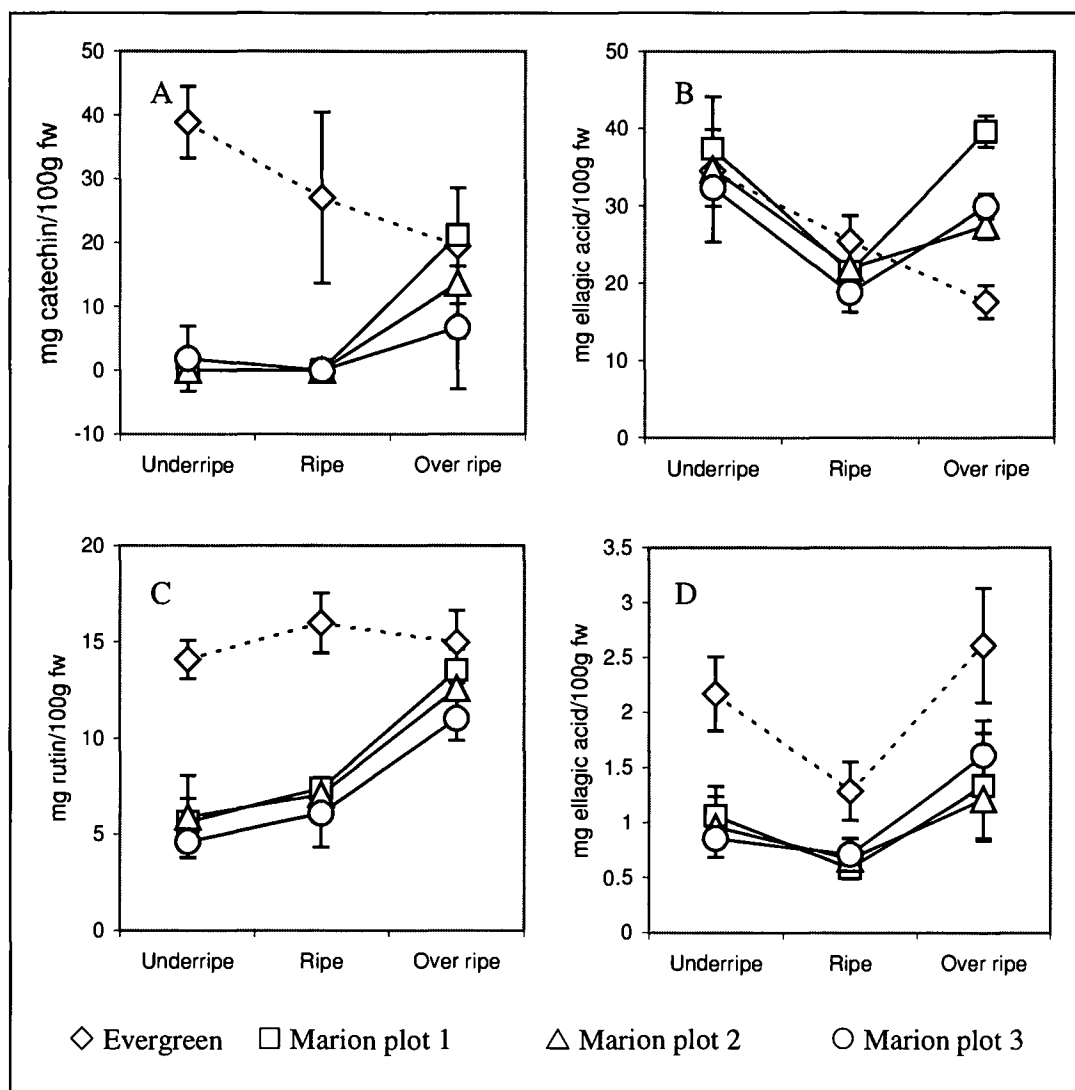 50
40
30
20
10
0
-10
A
mg catechin/100g fw
Underripe Ripe Over ripe
50
40
30
20
10
0
B
mg ellagic acid/100g fw
Underripe Ripe Over ripe
20
15
10
5
0
C
mg rutin/100g fw
Underripe Ripe Over ripe
3.5
3
2.5
2
1.5
1
0.5
0
D
mg ellagic acid/100g fw
Underripe Ripe Over ripe
Evergreen Marion plot 1 Marion plot 2 Marion plot 3